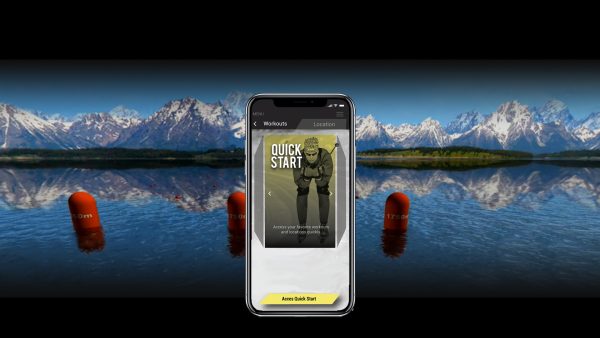 MENU
Workouts
Location
QUICK
START
Access your favorite workouts
and locations quickly
Acces Quick Start